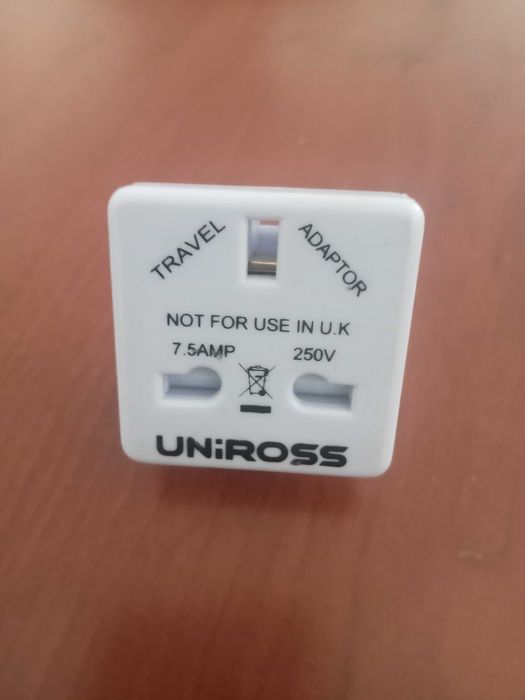 TRAVEL ADAPTOR
NOT FOR USE IN U.K
7.5AMP 250V
UNiROSS